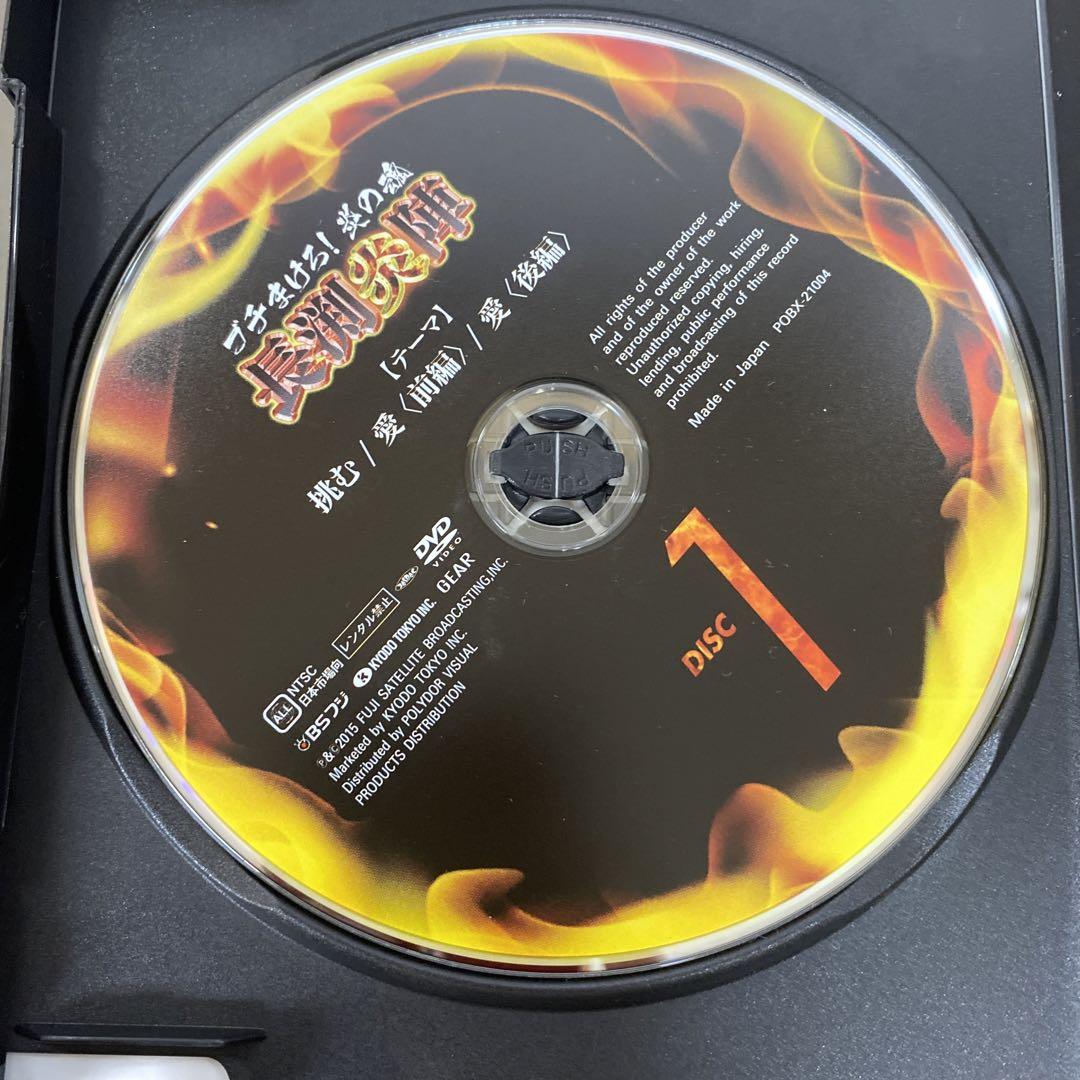 ブチまけろ!炎の魂
長渕炎陣
【テーマ】
挑む / 愛〈前編〉 / 愛〈後編〉
All rights of the producer
and of the owner of the work
reproduced reserved.
Unauthorized copying, hiring,
lending, public performance
and broadcasting of this record
prohibited.
Made in Japan POBX-21004
PUSH
PUSH
DVD
VIDEO
DISC 1
ALL
NTSC
日本市場向
レンタル禁止
BSフジ
K KYODO TOKYO INC. GEAR
℗&©2015 FUJI SATELLITE BROADCASTING,INC.
Marketed by KYODO TOKYO INC.
Distributed by POLYDOR VISUAL
PRODUCTS DISTRIBUTION